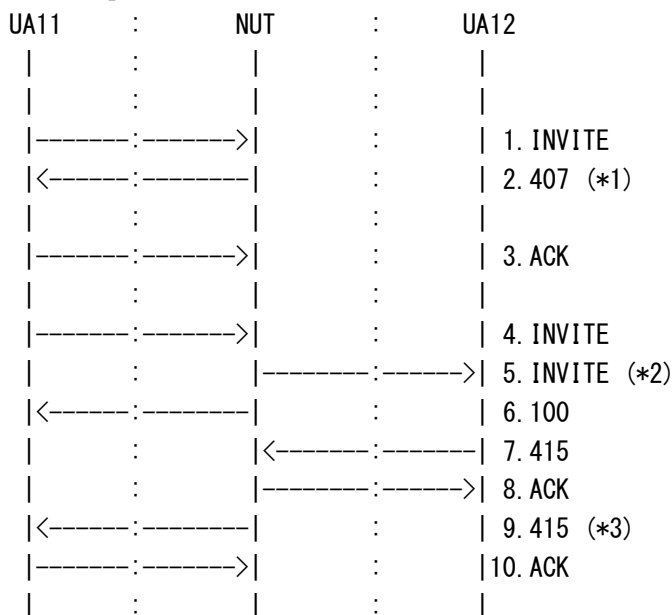 UA11 : NUT : UA12
| : | : |
| : | : |
|-------:------->| : | 1. INVITE
|<------:--------| : | 2. 407 (*1)
| : | : |
|-------:------->| : | 3. ACK
| : | : |
|-------:------->| : | 4. INVITE
| : |--------:------>| 5. INVITE (*2)
|<------:--------| : | 6. 100
| : |<-------:-------| 7. 415
| : |--------:------>| 8. ACK
|<------:--------| : | 9. 415 (*3)
|-------:------->| : |10. ACK
| : | : |